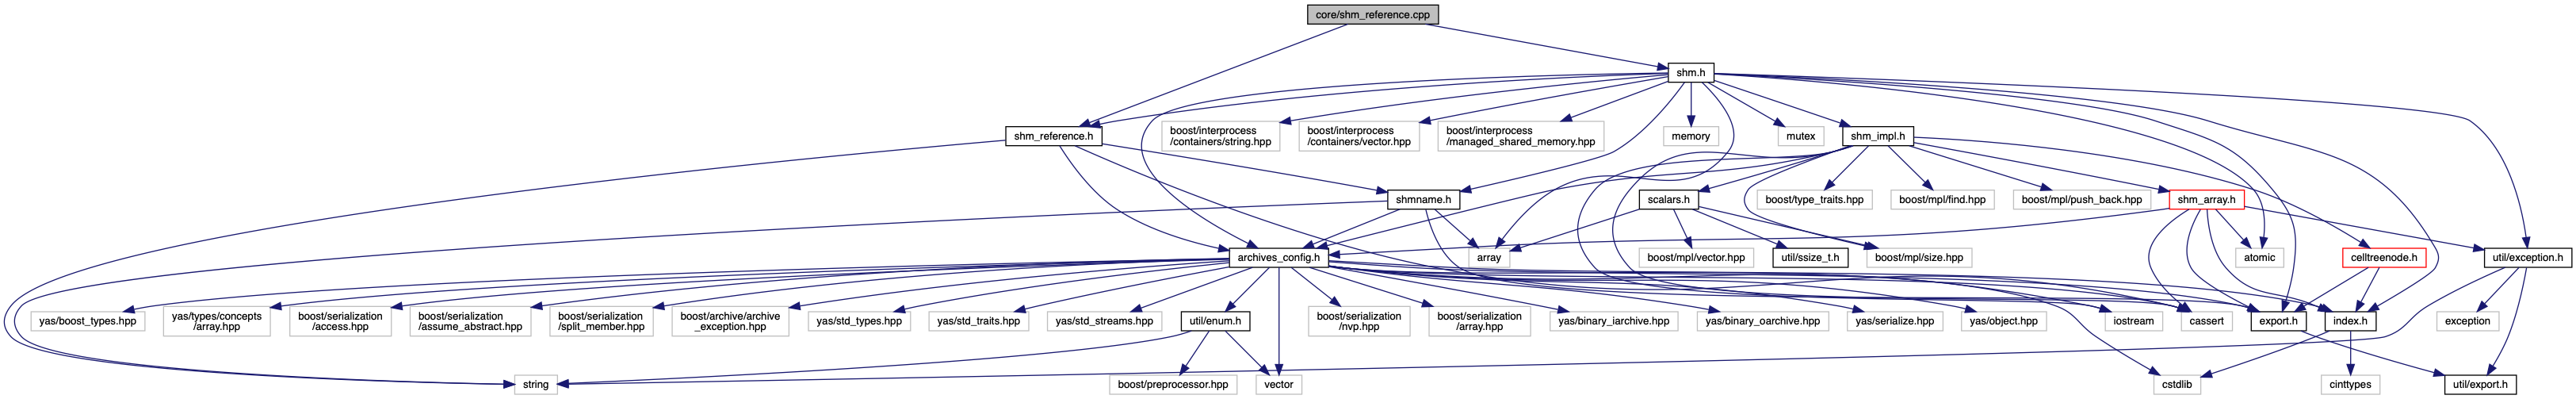 core/shm_reference.cpp
shm.h
shm_reference.h
boost/interprocess
/containers/string.hpp
boost/interprocess
/containers/vector.hpp
boost/interprocess
/managed_shared_memory.hpp
memory
mutex
shm_impl.h
shmname.h
scalars.h
boost/type_traits.hpp
boost/mpl/find.hpp
boost/mpl/push_back.hpp
shm_array.h
archives_config.h
array
boost/mpl/vector.hpp
util/ssize_t.h
boost/mpl/size.hpp
atomic
celltreenode.h
util/exception.h
yas/boost_types.hpp
yas/types/concepts
/array.hpp
boost/serialization
/access.hpp
boost/serialization
/assume_abstract.hpp
boost/serialization
/split_member.hpp
boost/archive/archive
_exception.hpp
yas/std_types.hpp
yas/std_traits.hpp
yas/std_streams.hpp
util/enum.h
boost/serialization
/nvp.hpp
boost/serialization
/array.hpp
yas/binary_iarchive.hpp
yas/binary_oarchive.hpp
yas/serialize.hpp
yas/object.hpp
iostream
cassert
export.h
index.h
exception
string
boost/preprocessor.hpp
vector
cstdlib
cinttypes
util/export.h